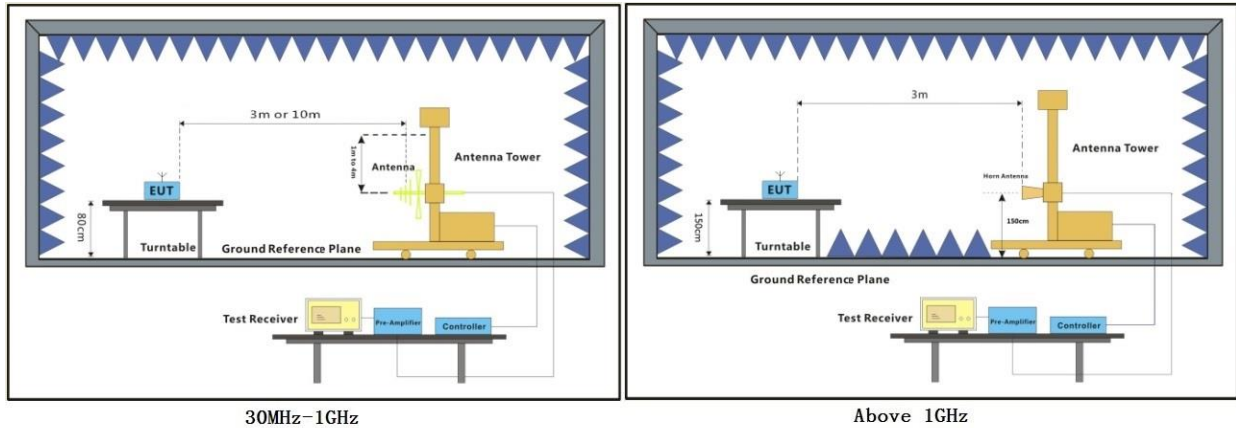 3m or 10m
1m to 4m
Antenna
Antenna Tower
EUT
80cm
Turntable
Ground Reference Plane
Test Receiver
Pre-Amplifier
Controller
30MHz-1GHz
3m
Antenna Tower
Horn Antenna
EUT
150cm
150cm
Turntable
Ground Reference Plane
Test Receiver
Pre-Amplifier
Controller
Above 1GHz